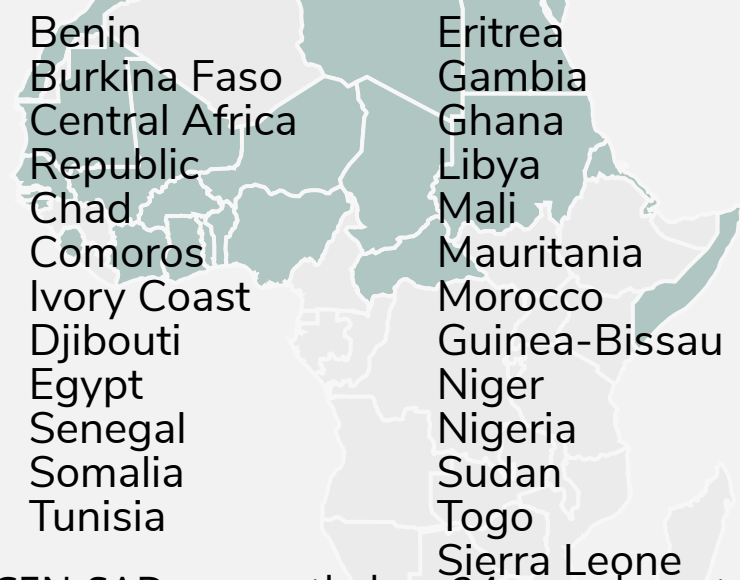 Benin
Burkina Faso
Central Africa
Republic
Chad
Comoros
Ivory Coast
Djibouti
Egypt
Senegal
Somalia
Tunisia
Eritrea
Gambia
Ghana
Libya
Mali
Mauritania
Morocco
Guinea-Bissau
Niger
Nigeria
Sudan
Togo
Sierra Leone